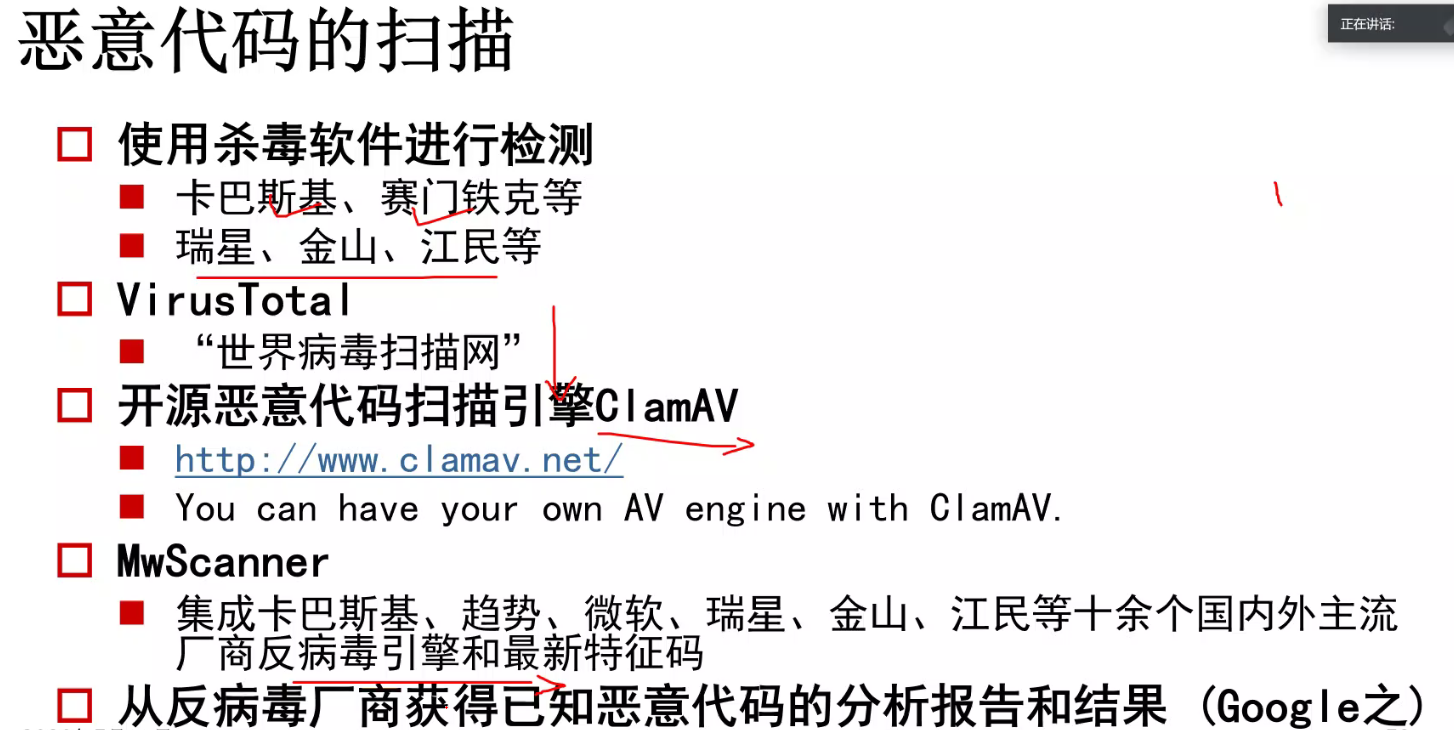 恶意代码的扫描
正在讲话:
使用杀毒软件进行检测
卡巴斯基、赛门铁克等
瑞星、金山、江民等
VirusTotal
“世界病毒扫描网”
开源恶意代码扫描引擎ClamAV
http://www.clamav.net/
You can have your own AV engine with ClamAV.
MwScanner
集成卡巴斯基、趋势、微软、瑞星、金山、江民等十余个国内外主流
厂商反病毒引擎和最新特征码
从反病毒厂商获得已知恶意代码的分析报告和结果（Google之）